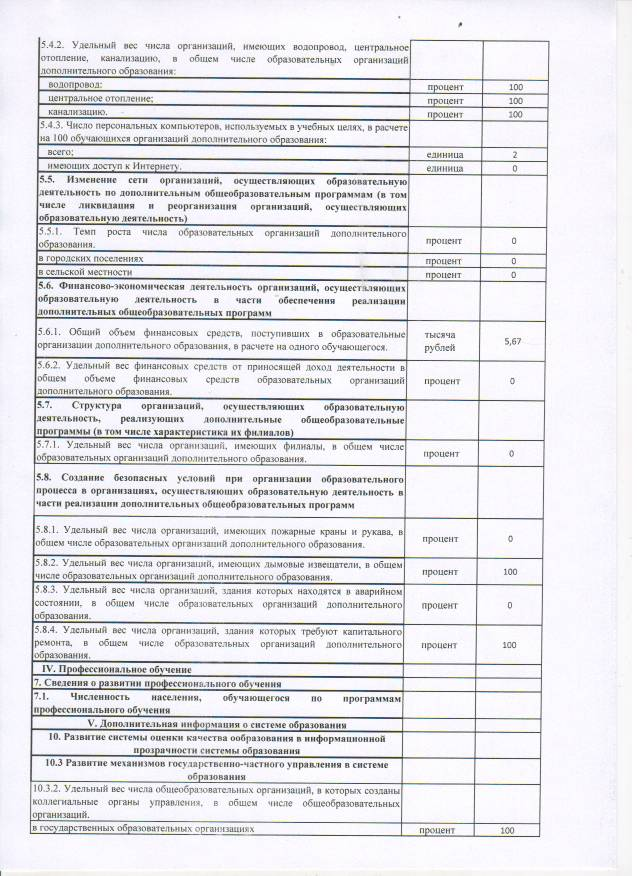 5.4.2. Удельный вес числа организаций, имеющих водопровод, центральное
отопление, канализацию, в общем числе образовательных организаций
дополнительного образования:
водопровод: процент 100
центральное отопление; процент 100
канализацию. процент 100
5.4.3. Число персональных компьютеров, используемых в учебных целях, в расчете
на 100 обучающихся организаций дополнительного образования:
всего; единица 2
имеющих доступ к Интернету. единица 0
5.5. Изменение сети организаций, осуществляющих образовательную
деятельность по дополнительным общеобразовательным программам (в том
числе ликвидация и реорганизация организаций, осуществляющих
образовательную деятельность)
5.5.1. Темп роста числа образовательных организаций дополнительного
образования. процент 0
в городских поселениях процент 0
в сельской местности процент 0
5.6. Финансово-экономическая деятельность организаций, осуществляющих
образовательную деятельность в части обеспечения реализации
дополнительных общеобразовательных программ
5.6.1. Общий объем финансовых средств, поступивших в образовательные
организации дополнительного образования, в расчете на одного обучающегося.
тысяча
рублей
5,67
5.6.2. Удельный вес финансовых средств от приносящей доход деятельности в
общем объеме финансовых средств образовательных организаций
дополнительного образования.
процент 0
5.7. Структура организаций, осуществляющих образовательную
деятельность, реализующих дополнительные общеобразовательные
программы (в том числе характеристика их филиалов)
5.7.1. Удельный вес числа организаций, имеющих филиалы, в общем числе
образовательных организаций дополнительного образования.
процент 0
5.8. Создание безопасных условий при организации образовательного
процесса в организациях, осуществляющих образовательную деятельность в
части реализации дополнительных общеобразовательных программ
5.8.1. Удельный вес числа организаций, имеющих пожарные краны и рукава, в
общем числе образовательных организаций дополнительного образования.
процент 0
5.8.2. Удельный вес числа организаций, имеющих дымовые извещатели, в общем
числе образовательных организаций дополнительного образования.
процент 100
5.8.3. Удельный вес числа организаций, здания которых находятся в аварийном
состоянии, в общем числе образовательных организаций дополнительного
образования.
процент 0
5.8.4. Удельный вес числа организаций, здания которых требуют капитального
ремонта, в общем числе образовательных организаций дополнительного
образования.
процент 100
IV. Профессиональное обучение
7. Сведения о развитии профессионального обучения
7.1. Численность населения, обучающегося по программам
профессионального обучения
V. Дополнительная информация о системе образования
10. Развитие системы оценки качества ообразования в информационной
прозрачности системы образования
10.3 Развитие механизмов государственно-частного управления в системе
образования
10.3.2. Удельный вес числа общеобразовательных организаций, в которых созданы
коллегиальные органы управления, в общем числе общеобразовательных
организаций.
в государственных образовательных организациях процент 100